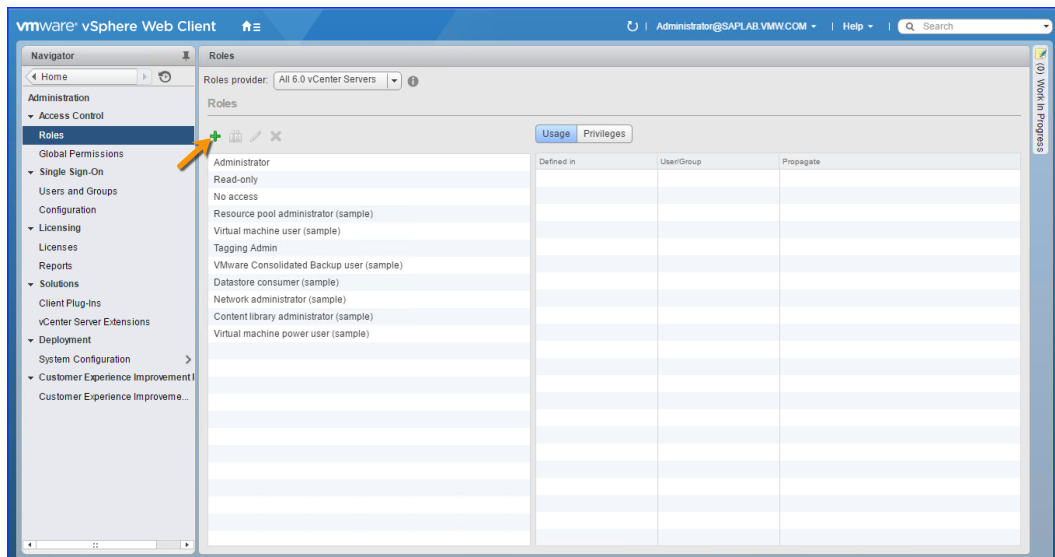 vmware® vSphere Web Client
Administrator@SAPLAB.VMW.COM
Help
Search
Navigator
Home
Administration
Access Control
Roles
Global Permissions
Single Sign-On
Users and Groups
Configuration
Licensing
Licenses
Reports
Solutions
Client Plug-Ins
vCenter Server Extensions
Deployment
System Configuration
Customer Experience Improvement
Customer Experience Improveme...
Roles
Roles provider: All 6.0 vCenter Servers
Roles
Administrator
Read-only
No access
Resource pool administrator (sample)
Virtual machine user (sample)
Tagging Admin
VMware Consolidated Backup user (sample)
Datastore consumer (sample)
Network administrator (sample)
Content library administrator (sample)
Virtual machine power user (sample)
Usage Privileges
Defined in User/Group Propagate
(0) Work In Progress